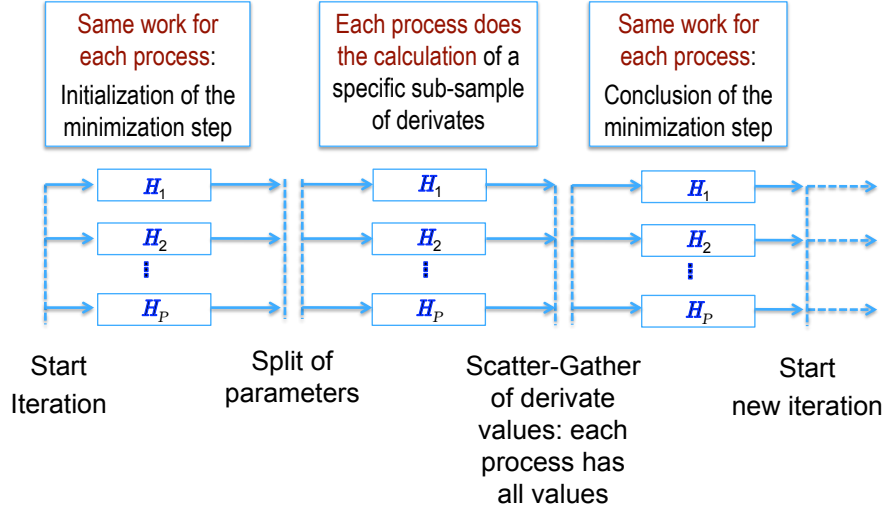 Same work for
each process:
Initialization of the
minimization step
Each process does
the calculation of a
specific sub-sample
of derivates
Same work for
each process:
Conclusion of the
minimization step
H1 H1 H1
H2 H2 H2
HP HP HP
Start
Iteration
Split of
parameters
Scatter-Gather
of derivate
values: each
process has
all values
Start
new iteration